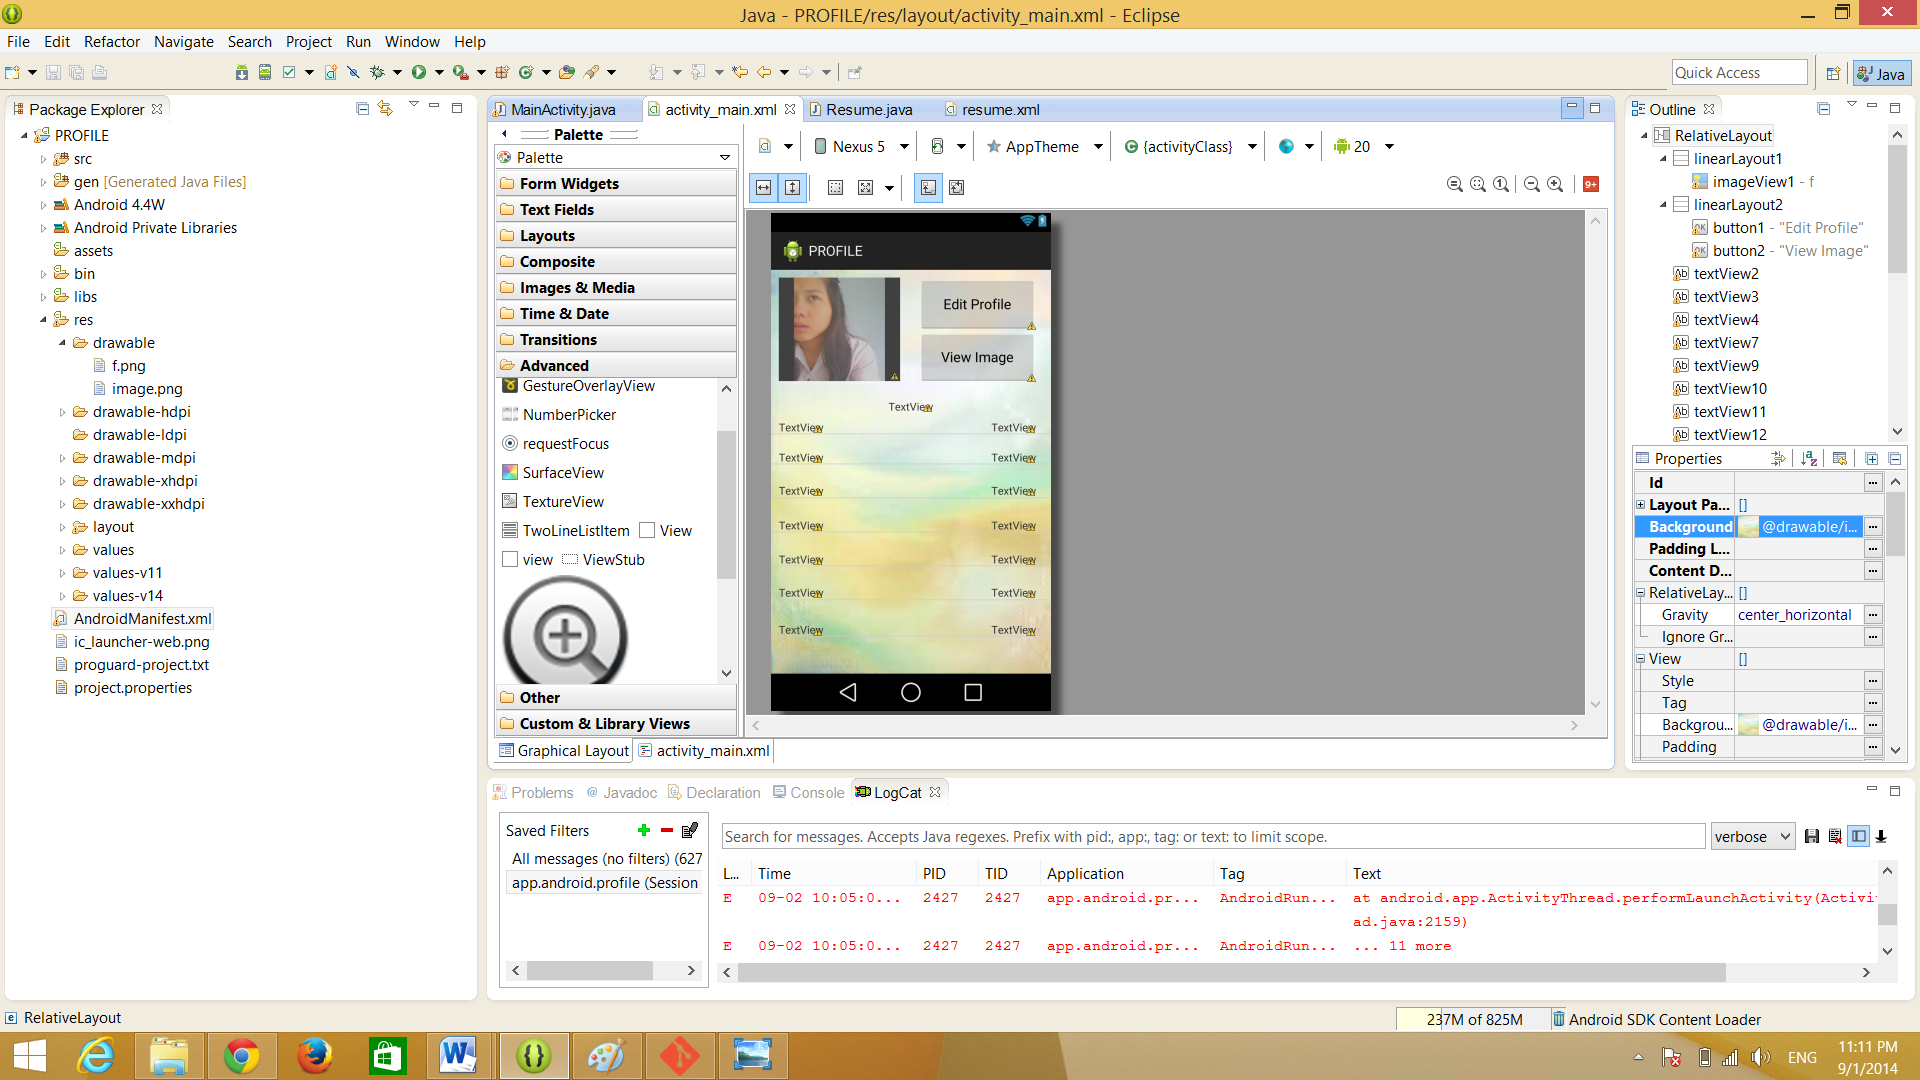 Java - PROFILE/res/layout/activity_main.xml - Eclipse
File Edit Refactor Navigate Search Project Run Window Help
Quick Access
Java
Package Explorer
PROFILE
src
gen [Generated Java Files]
Android 4.4W
Android Private Libraries
assets
bin
libs
res
drawable
f.png
image.png
drawable-hdpi
drawable-ldpi
drawable-mdpi
drawable-xhdpi
drawable-xxhdpi
layout
values
values-v11
values-v14
AndroidManifest.xml
ic_launcher-web.png
proguard-project.txt
project.properties
MainActivity.java activity_main.xml Resume.java resume.xml
Palette
Palette
Form Widgets
Text Fields
Layouts
Composite
Images & Media
Time & Date
Transitions
Advanced
GestureOverlayView
NumberPicker
requestFocus
SurfaceView
TextureView
TwoLineListItem View
view ViewStub
Other
Custom & Library Views
Nexus 5 AppTheme {activityClass} 20
9+
PROFILE
Edit Profile
View Image
TextView
TextView TextView
TextView TextView
TextView TextView
TextView TextView
TextView TextView
TextView TextView
TextView TextView
Graphical Layout activity_main.xml
Outline
RelativeLayout
linearLayout1
imageView1 - f
linearLayout2
button1 - "Edit Profile"
button2 - "View Image"
textView2
textView3
textView4
textView7
textView9
textView10
textView11
textView12
Properties
Id
Layout Pa... []
Background @drawable/i...
Padding L...
Content D...
RelativeLay... []
Gravity center_horizontal
Ignore Gr...
View []
Style
Tag
Backgrou... @drawable/i...
Padding
Problems @ Javadoc Declaration Console LogCat
Saved Filters
All messages (no filters) (627
app.android.profile (Session
Search for messages. Accepts Java regexes. Prefix with pid:, app:, tag: or text: to limit scope.
verbose
L... Time PID TID Application Tag Text
E 09-02 10:05:0... 2427 2427 app.android.pr... AndroidRun... at android.app.ActivityThread.performLaunchActivity(Activi
ad.java:2159)
E 09-02 10:05:0... 2427 2427 app.android.pr... AndroidRun... ... 11 more
RelativeLayout
237M of 825M
Android SDK Content Loader
ENG
11:11 PM
9/1/2014